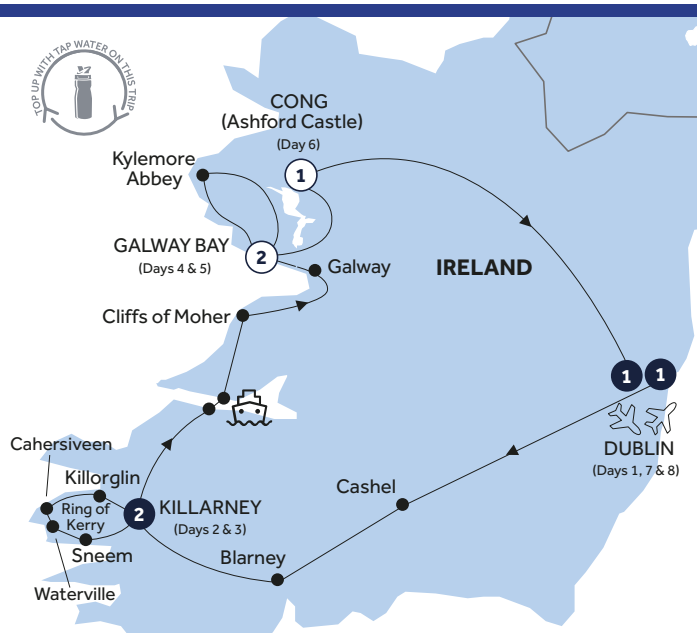 TOP UP WITH TAP WATER ON THIS TRIP
CONG
(Ashford Castle)
(Day 6)
1
Kylemore
Abbey
GALWAY BAY
(Days 4 & 5)
2
Galway
IRELAND
Cliffs of Moher
1
1
DUBLIN
(Days 1, 7 & 8)
Cahersiveen
Killorglin
Ring of
Kerry
2
KILLARNEY
(Days 2 & 3)
Cashel
Sneem
Blarney
Waterville